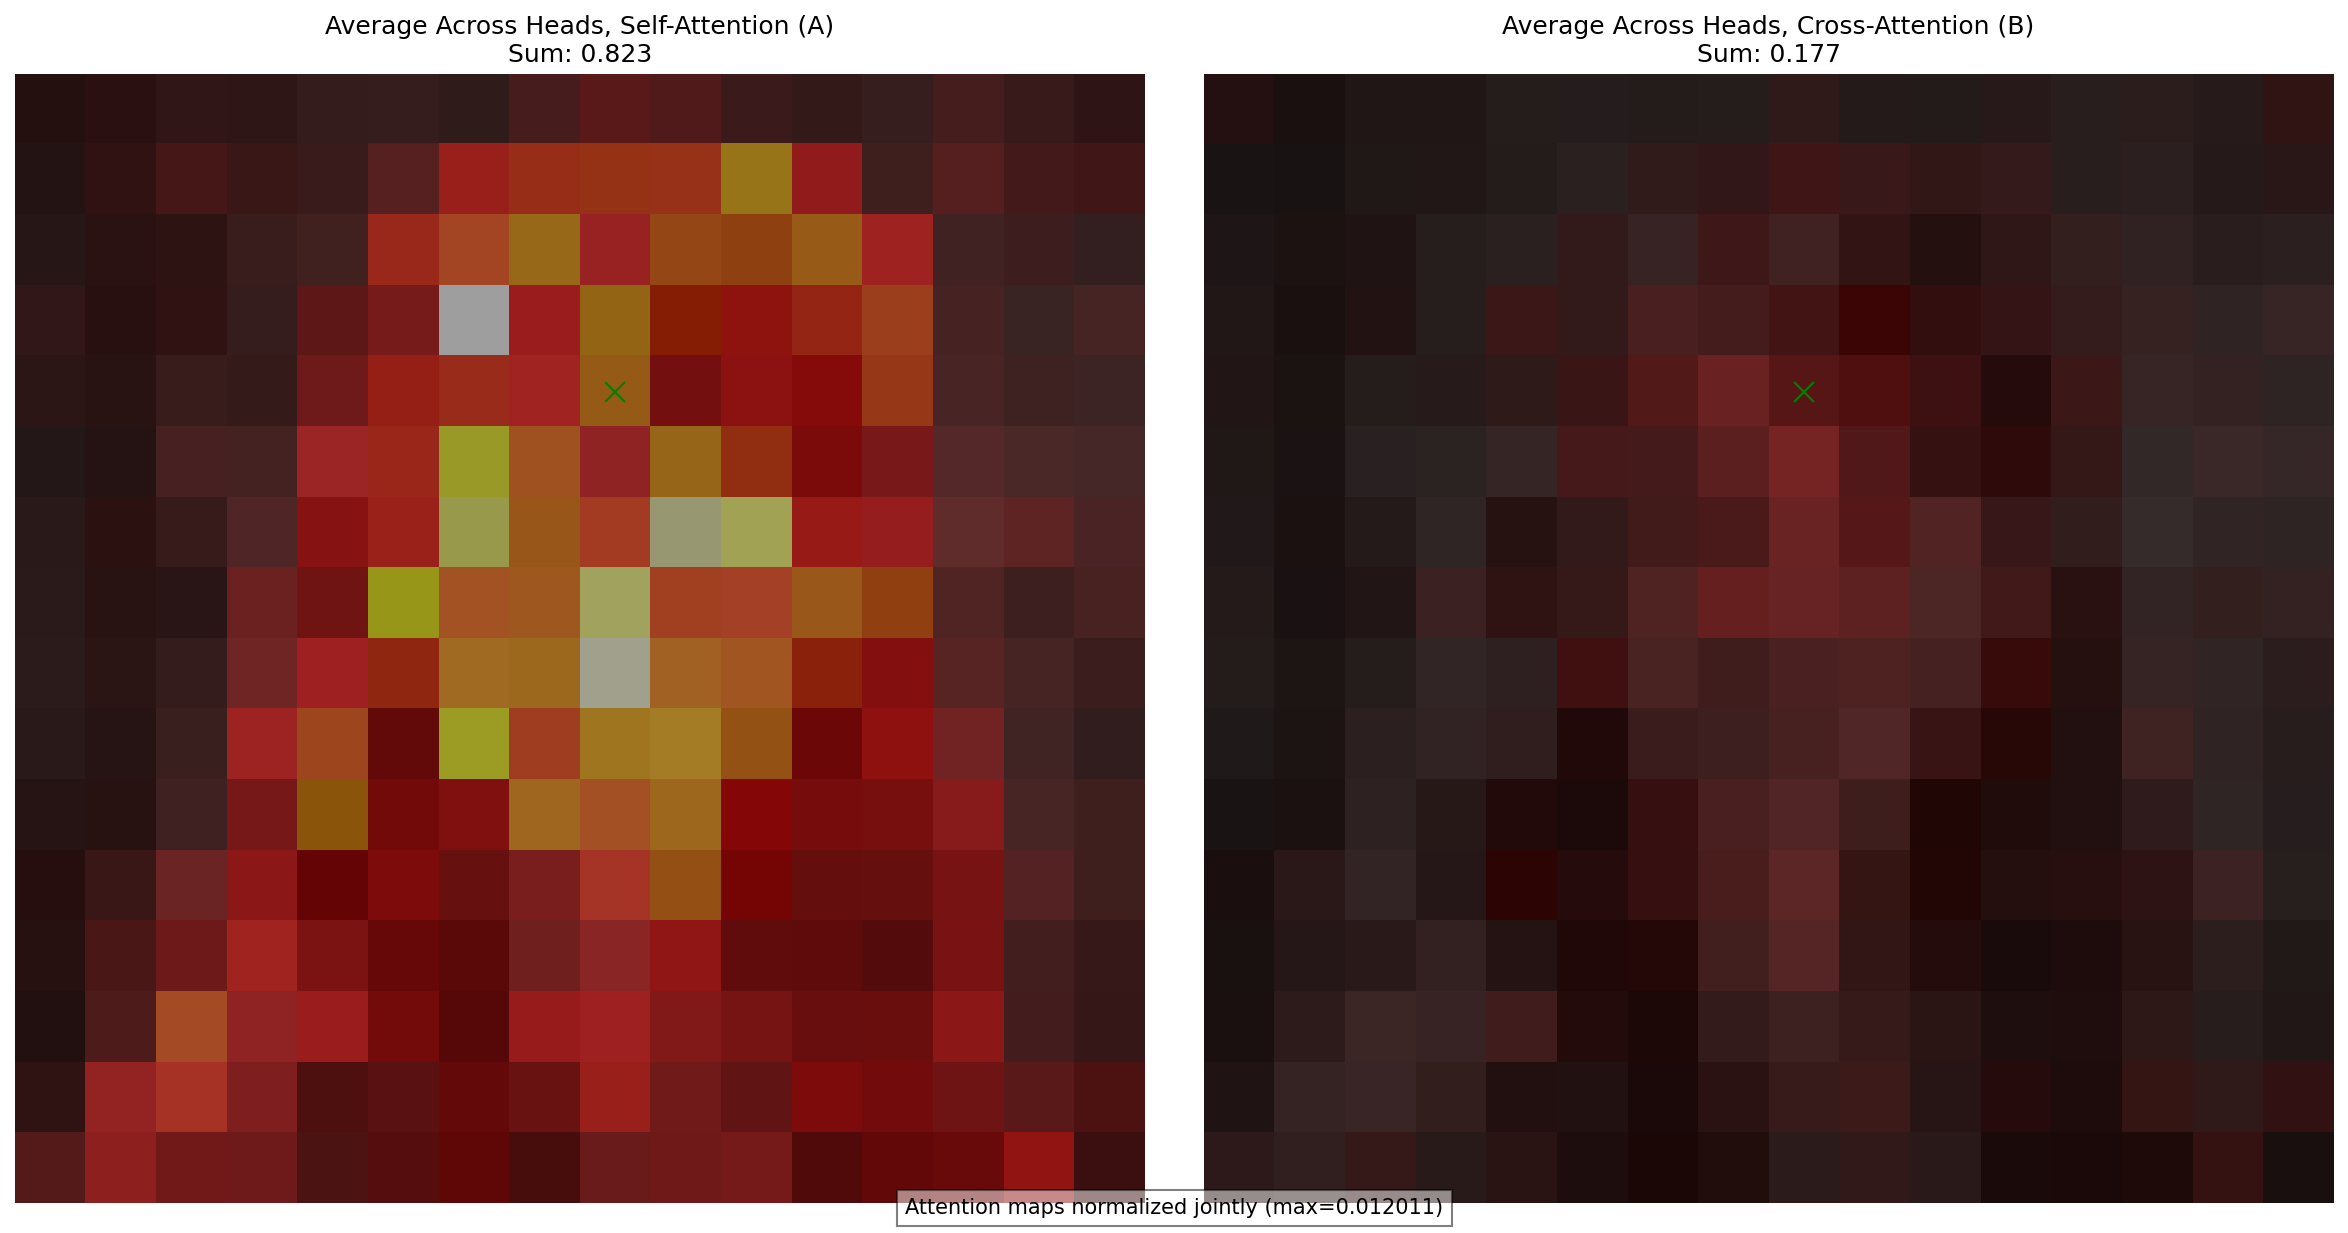 Average Across Heads, Self-Attention (A)
Sum: 0.823
Average Across Heads, Cross-Attention (B)
Sum: 0.177
Attention maps normalized jointly (max=0.012011)